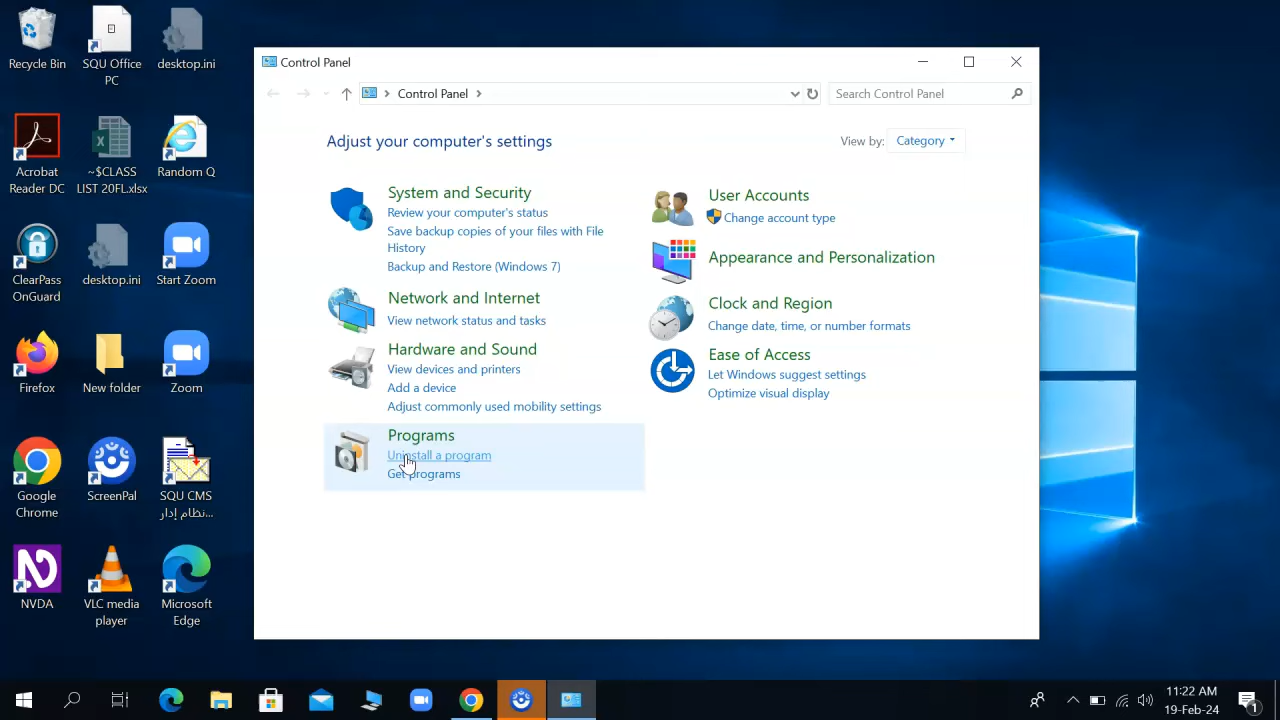 Recycle Bin
SQU Office
PC
desktop.ini
Acrobat
Reader DC
~$CLASS
LIST 20FL.xlsx
Random Q
ClearPass
OnGuard
desktop.ini
Start Zoom
Firefox
New folder
Zoom
Google
Chrome
ScreenPal
SQU CMS
نظام إدار...
NVDA
VLC media
player
Microsoft
Edge
Control Panel
Control Panel
Search Control Panel
Adjust your computer's settings
View by: Category
System and Security
Review your computer's status
Save backup copies of your files with File
History
Backup and Restore (Windows 7)
Network and Internet
View network status and tasks
Hardware and Sound
View devices and printers
Add a device
Adjust commonly used mobility settings
Programs
Uninstall a program
Get programs
User Accounts
Change account type
Appearance and Personalization
Clock and Region
Change date, time, or number formats
Ease of Access
Let Windows suggest settings
Optimize visual display
11:22 AM
19-Feb-24
1